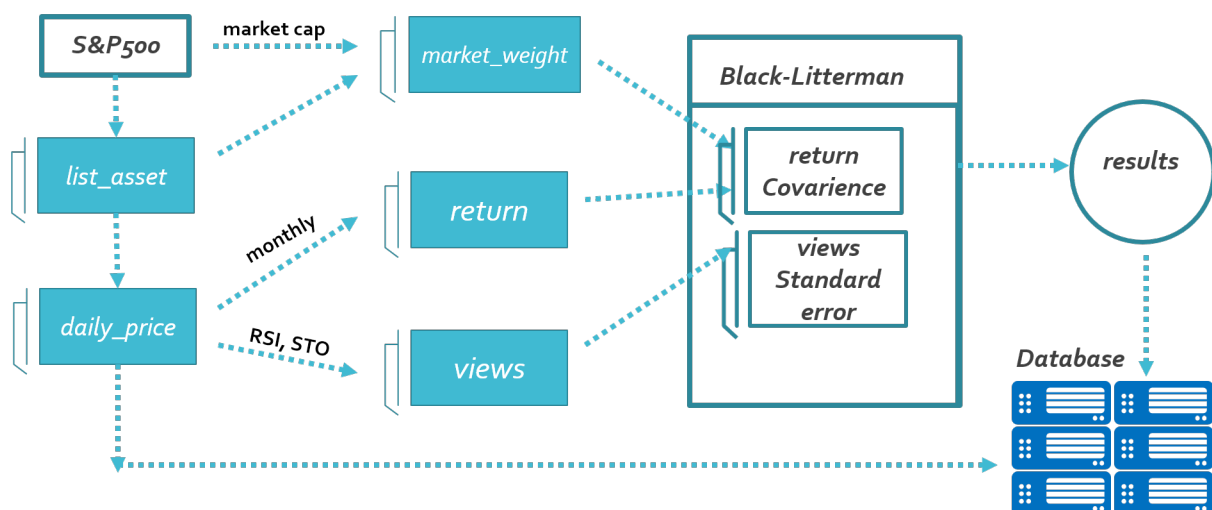 S&P500
market cap
market_weight
Black-Litterman
list_asset
return
Covarience
results
monthly
return
views
Standard
error
daily_price
RSI, STO
views
Database